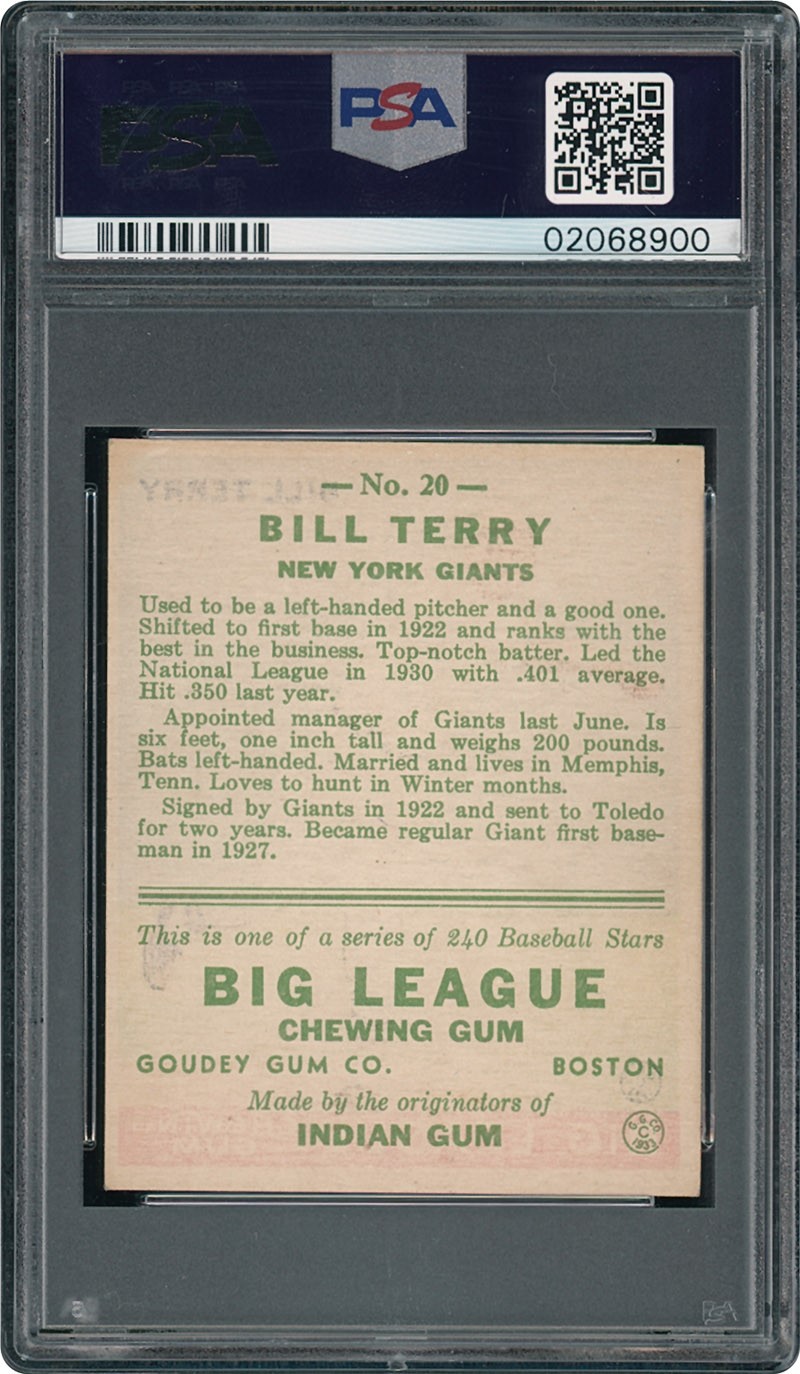 PSA
PSA
02068900
— No. 20 —
BILL TERRY
BILL TERRY
NEW YORK GIANTS
Used to be a left-handed pitcher and a good one.
Shifted to first base in 1922 and ranks with the
best in the business. Top-notch batter. Led the
National League in 1930 with .401 average.
Hit .350 last year.
Appointed manager of Giants last June. Is
six feet, one inch tall and weighs 200 pounds.
Bats left-handed. Married and lives in Memphis,
Tenn. Loves to hunt in Winter months.
Signed by Giants in 1922 and sent to Toledo
for two years. Became regular Giant first base-
man in 1927.
This is one of a series of 240 Baseball Stars
BIG LEAGUE
CHEWING GUM
GOUDEY GUM CO. BOSTON
Made by the originators of
INDIAN GUM
G. G. Co.
C
1933
PSA